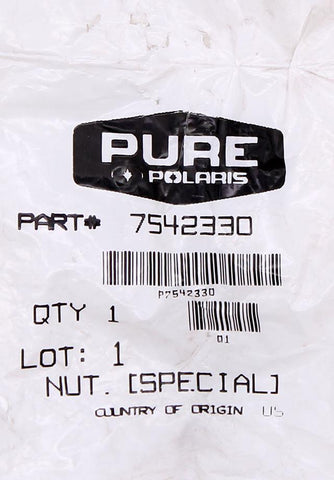 PURE
POLARIS
PART# 7542330
P7542330
QTY 1
01
LOT: 1
NUT. [SPECIAL]
COUNTRY OF ORIGIN US